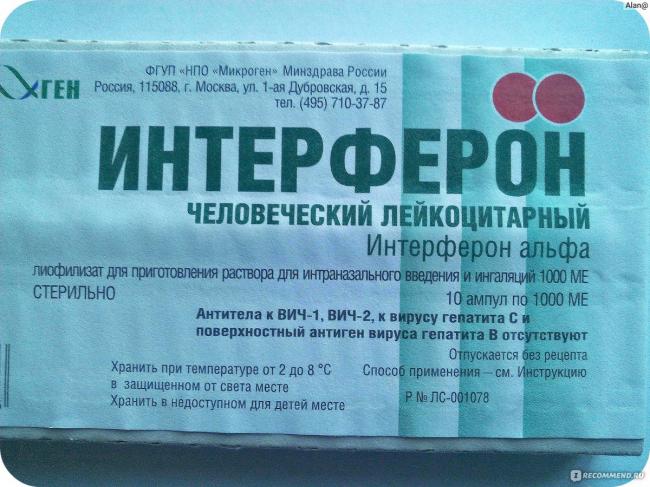 Alan@
ФГУП «НПО «Микроген» Минздрава России
ГЕН Россия, 115088, г. Москва, ул. 1-ая Дубровская, д. 15
тел. (495) 710-37-87
ИНТЕРФЕРОН
ЧЕЛОВЕЧЕСКИЙ ЛЕЙКОЦИТАРНЫЙ
Интерферон альфа
лиофилизат для приготовления раствора для интраназального введения и ингаляций 1000 МЕ
СТЕРИЛЬНО 10 ампул по 1000 МЕ
Антитела к ВИЧ-1, ВИЧ-2, к вирусу гепатита С и
поверхностный антиген вируса гепатита В отсутствуют
Отпускается без рецепта
Хранить при температуре от 2 до 8 °С Способ применения – см. Инструкцию
в защищенном от света месте
Хранить в недоступном для детей месте Р № ЛС-001078
IRECOMMEND.RU